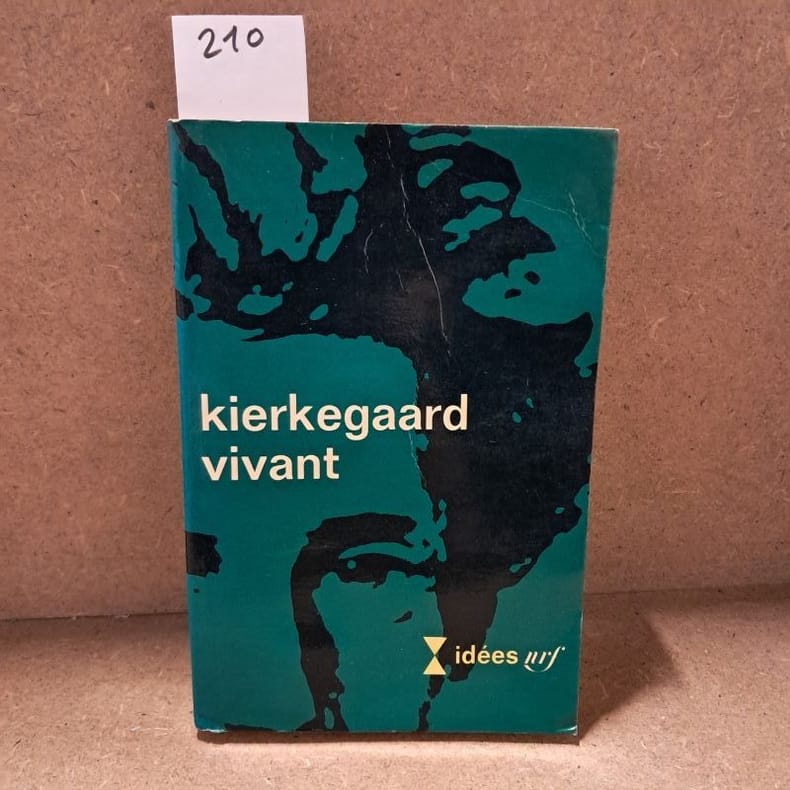 210
kierkegaard
vivant
idées nrf